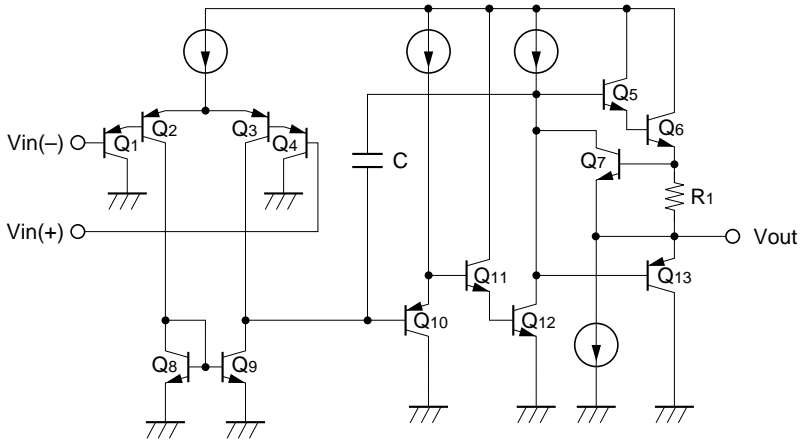 Q5
Q6
Q2
Q3
Vin(–)
Q1
Q4
C
Q7
R1
Vin(+)
Vout
Q11
Q13
Q10
Q12
Q8
Q9